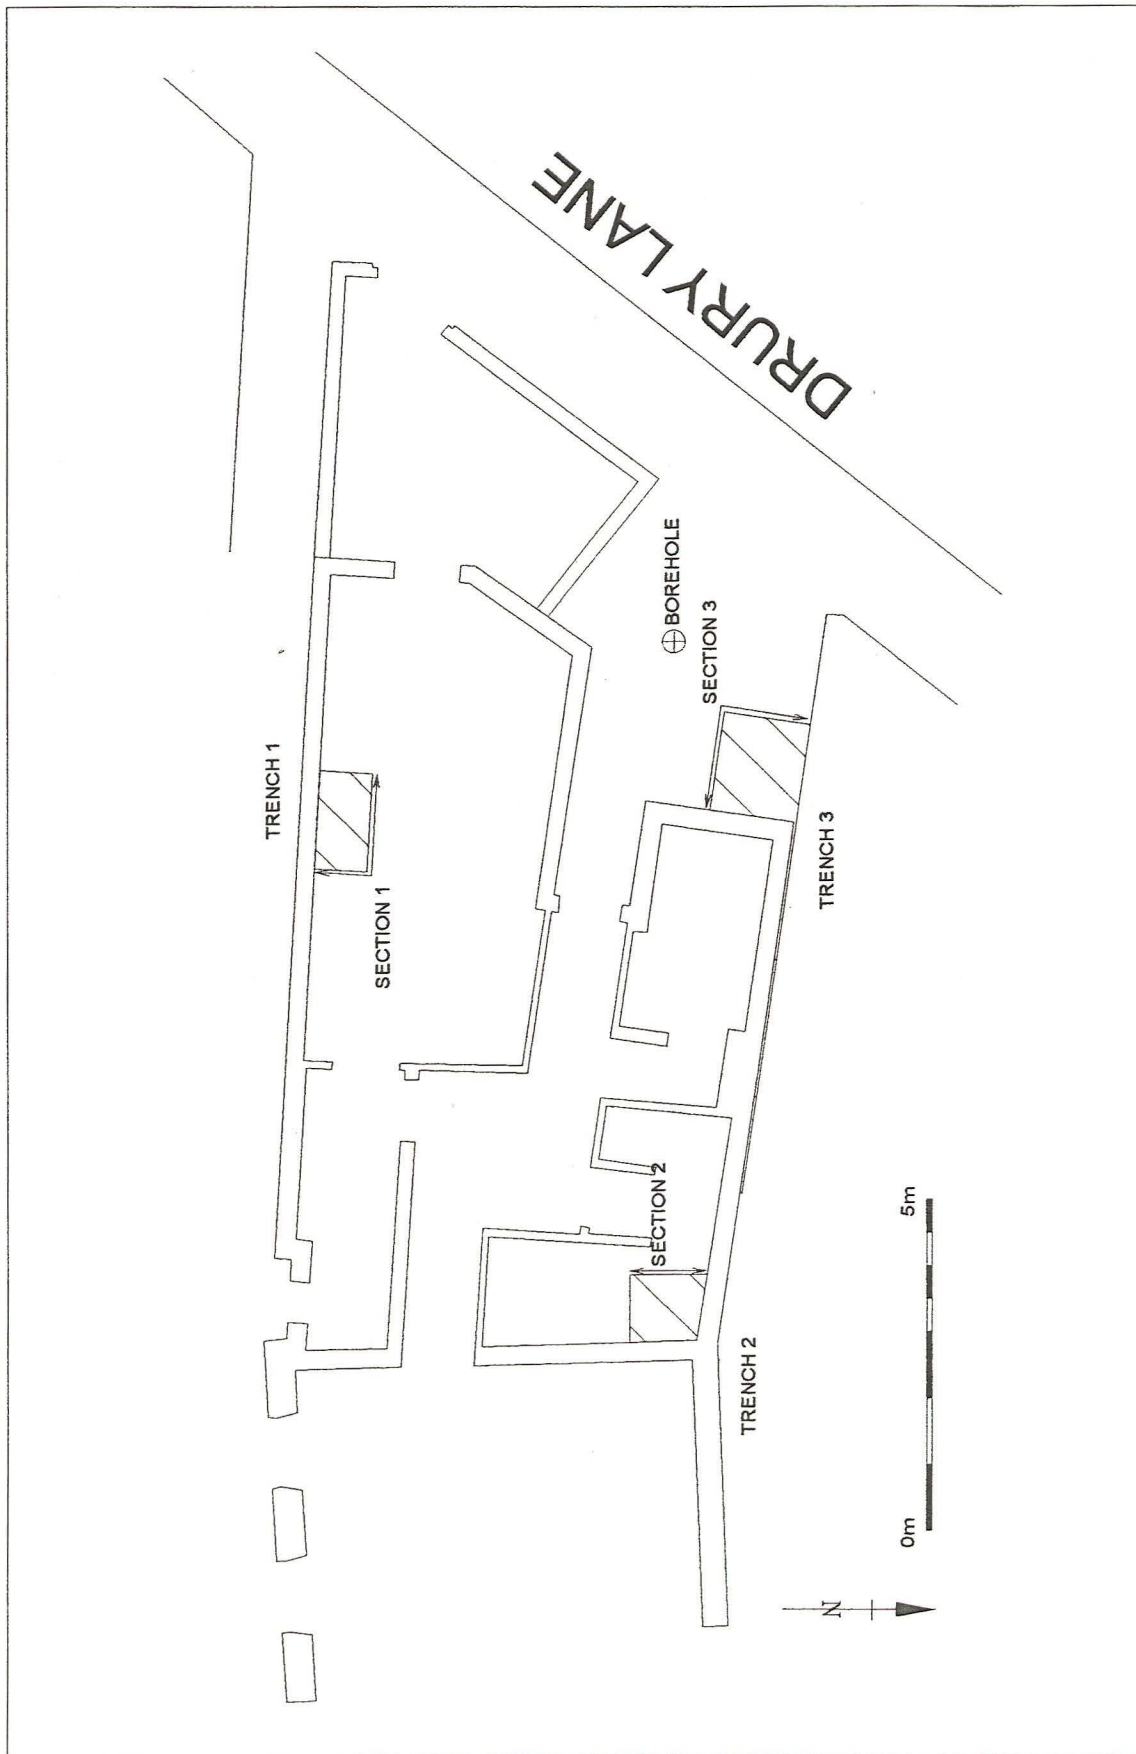 DRURY LANE
TRENCH 1
SECTION 1
BOREHOLE
SECTION 3
TRENCH 3
SECTION 2
TRENCH 2
0m
5m
N